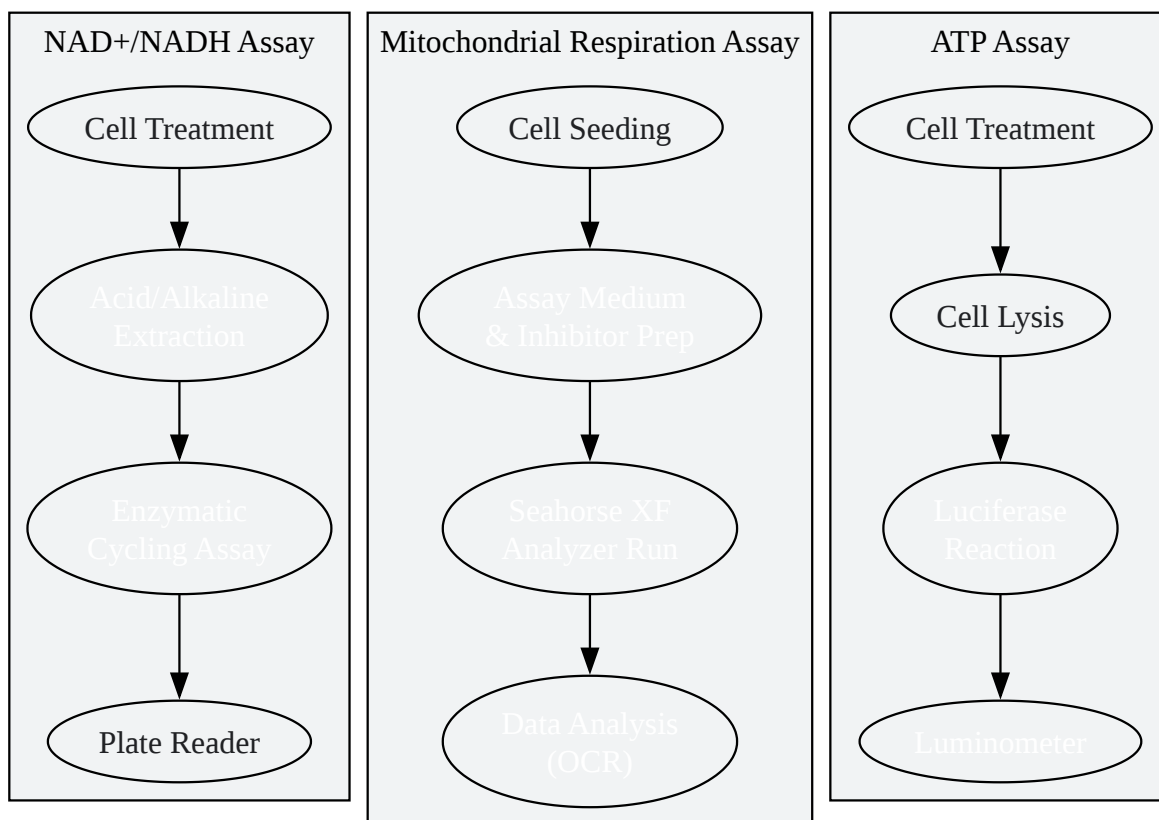 NAD+/NADH Assay
Cell Treatment
Acid/Alkaline
Extraction
Enzymatic
Cycling Assay
Plate Reader
Mitochondrial Respiration Assay
Cell Seeding
Assay Medium
& Inhibitor Prep
Seahorse XF
Analyzer Run
Data Analysis
(OCR)
ATP Assay
Cell Treatment
Cell Lysis
Luciferase
Reaction
Luminometer